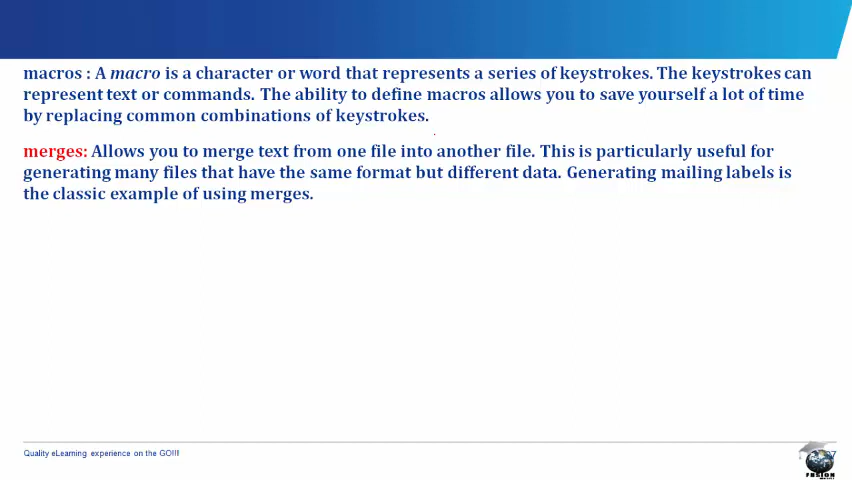 macros : A macro is a character or word that represents a series of keystrokes. The keystrokes can
represent text or commands. The ability to define macros allows you to save yourself a lot of time
by replacing common combinations of keystrokes.
merges: Allows you to merge text from one file into another file. This is particularly useful for
generating many files that have the same format but different data. Generating mailing labels is
the classic example of using merges.
Quality eLearning experience on the GO!!!
FUSION